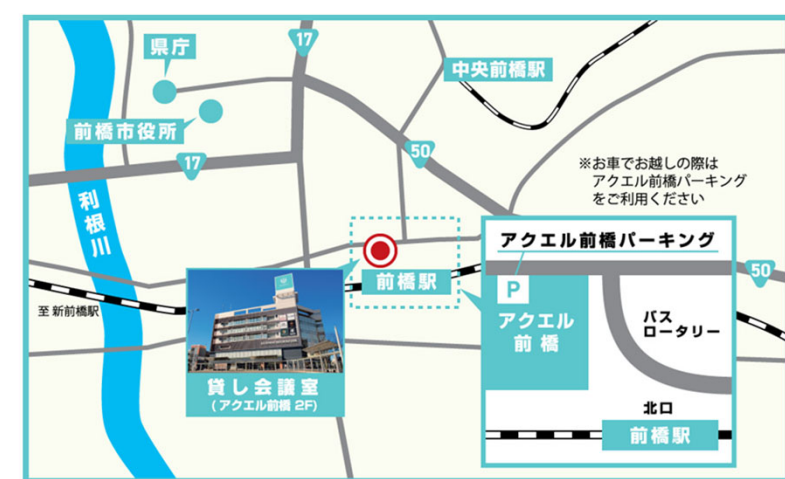 17
県庁
中央前橋駅
前橋市役所
50
17
※お車でお越しの際は
アクエル前橋パーキング
をご利用ください
利根川
アクエル前橋パーキング
前橋駅
50
P
至 新前橋駅
アクエル
前橋
バス
ロータリー
貸し会議室
(アクエル前橋 2F)
北口
前橋駅